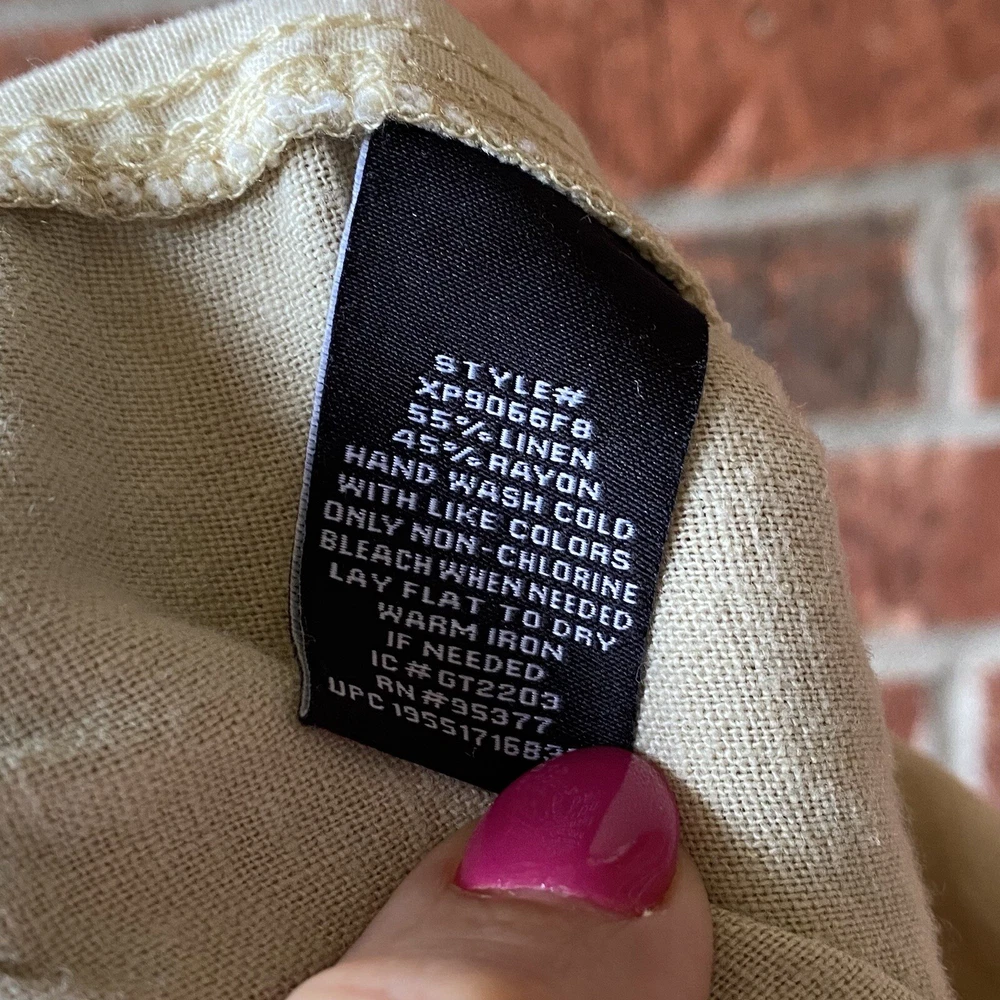 STYLE#
XP9066F8
55% LINEN
45% RAYON
HAND WASH COLD
WITH LIKE COLORS
ONLY NON-CHLORINE
BLEACH WHEN NEEDED
LAY FLAT TO DRY
WARM IRON
IF NEEDED
IC # GT2203
RN # 95377
UPC